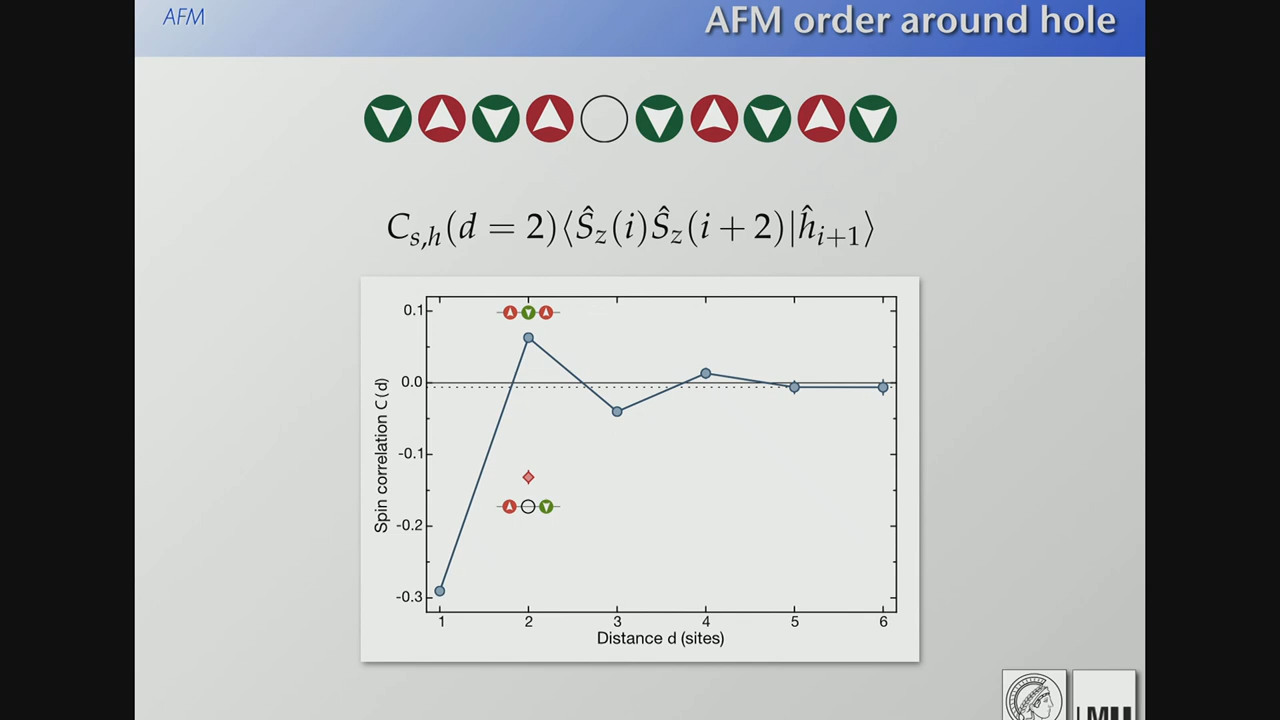 AFM
AFM order around hole
C_{s,h}(d = 2)⟨Ŝ_z(i)Ŝ_z(i + 2)|ĥ_{i+1}⟩
0.1
0.0
-0.1
-0.2
-0.3
Spin correlation C(d)
1 2 3 4 5 6
Distance d (sites)
LMU